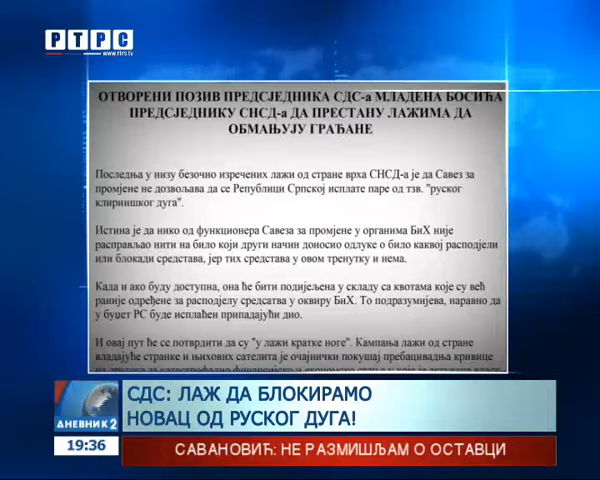 РТРС
www.rtrs.tv
ОТВОРЕНИ ПОЗИВ ПРЕДСЈЕДНИКА СДС-а МЛАДЕНА БОСИЋА
ПРЕДСЈЕДНИКУ СНСД-а ДА ПРЕСТАНУ ЛАЖИМА ДА
ОБМАЊУЈУ ГРАЂАНЕ
Последња у низу безочно изречених лажи од стране врха СНСД-а је да Савез за
промјене не дозвољава да се Републици Српској исплате паре од тзв. "руског
клириншког дуга".
Истина је да нико од функционера Савеза за промјене у органима БиХ није
расправљао нити на било који други начин доносио одлуке о било каквој расподјели
или блокади средстава, јер тих средстава у овом тренутку и нема.
Када и ако буду доступна, она ће бити подијељена у складу са квотама које су већ
раније одређене за расподјелу средсатва у оквиру БиХ. То подразумијева, наравно да
у буџет РС буде исплаћен припадајући дио.
И овај пут ће се потврдити да су "у лажи кратке ноге". Кампања лажи од стране
владајуће странке и њихових сателита је очајнички покушај пребацивадња кривице
СДС: ЛАЖ ДА БЛОКИРАМО
НОВАЦ ОД РУСКОГ ДУГА!
ДНЕВНИК 2
19:36
САВАНОВИЋ: НЕ РАЗМИШЉАМ О ОСТАВЦИ